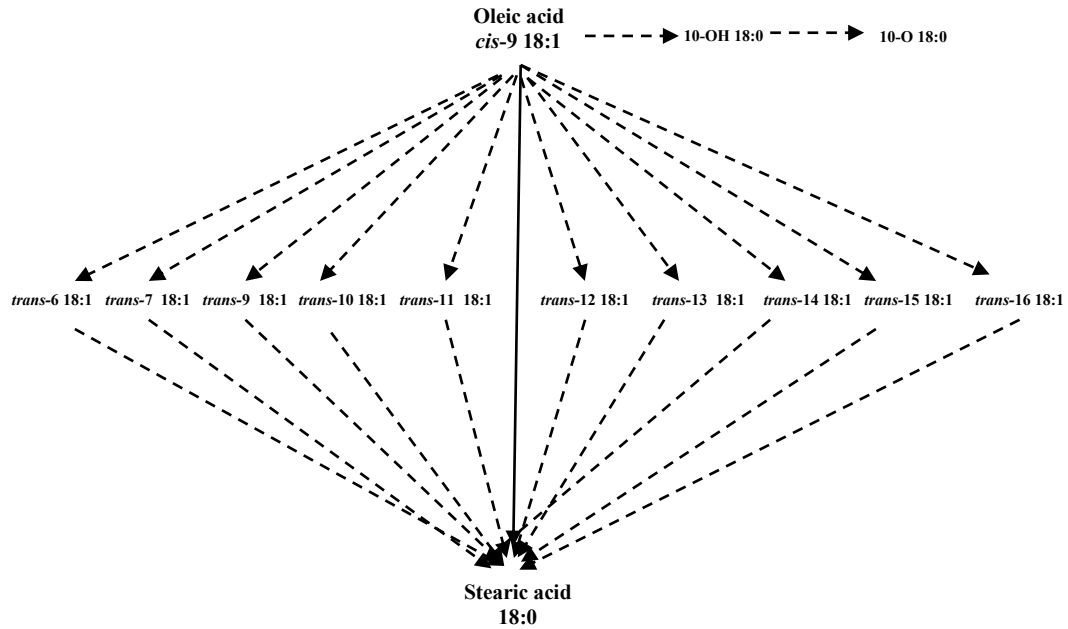 Oleic acid
cis-9 18:1
10-OH 18:0
10-O 18:0
trans-6 18:1 trans-7 18:1 trans-9 18:1 trans-10 18:1 trans-11 18:1 trans-12 18:1 trans-13 18:1 trans-14 18:1 trans-15 18:1 trans-16 18:1
Stearic acid
18:0